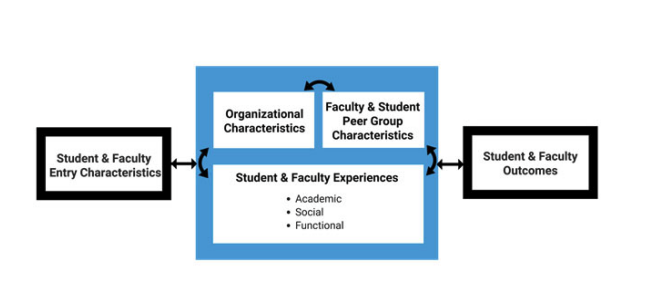 Student & Faculty
Entry Characteristics
Organizational
Characteristics
Faculty & Student
Peer Group
Characteristics
Student & Faculty Experiences
• Academic
• Social
• Functional
Student & Faculty
Outcomes